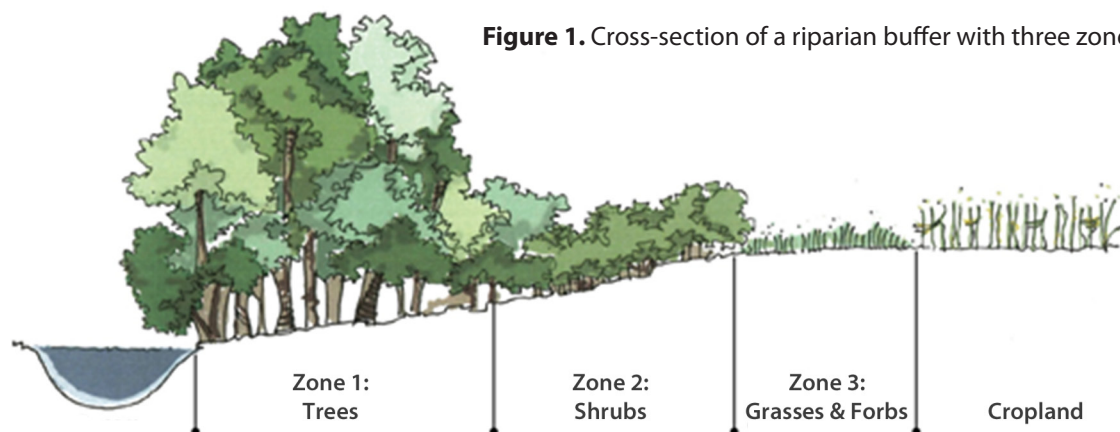 Figure 1. Cross-section of a riparian buffer with three
Zone 1:
Trees
Zone 2:
Shrubs
Zone 3:
Grasses & Forbs
Cropland